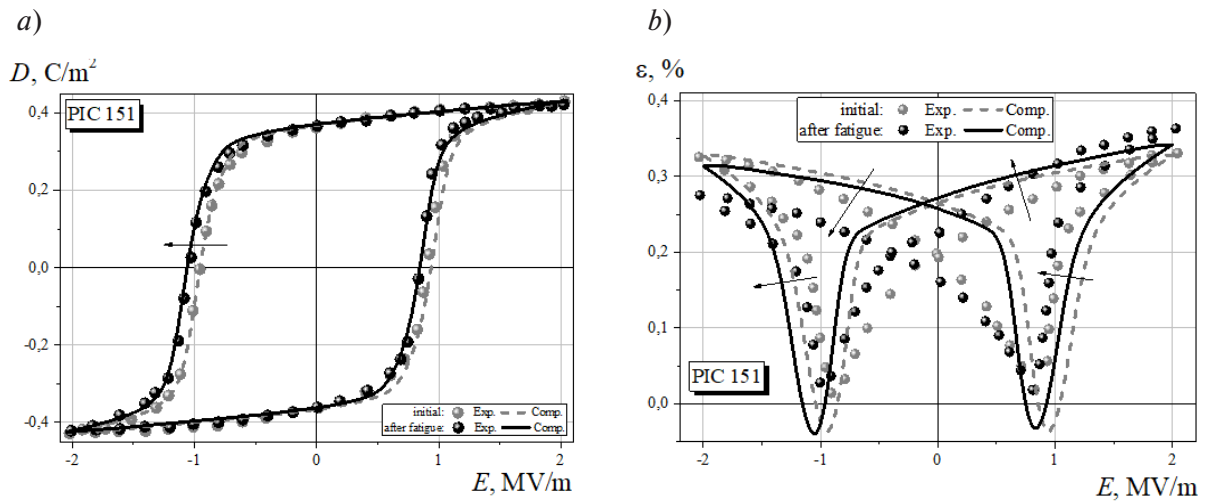 a)
D, C/m²
PIC 151
0,4
0,2
0,0
-0,2
-0,4
initial: Exp. Comp.
after fatigue: Exp. Comp.
-2 -1 0 1 2
E, MV/m
b)
ε, %
0,4
0,3
0,2
0,1
0,0
initial: Exp. Comp.
after fatigue: Exp. Comp.
PIC 151
-2 -1 0 1 2
E, MV/m